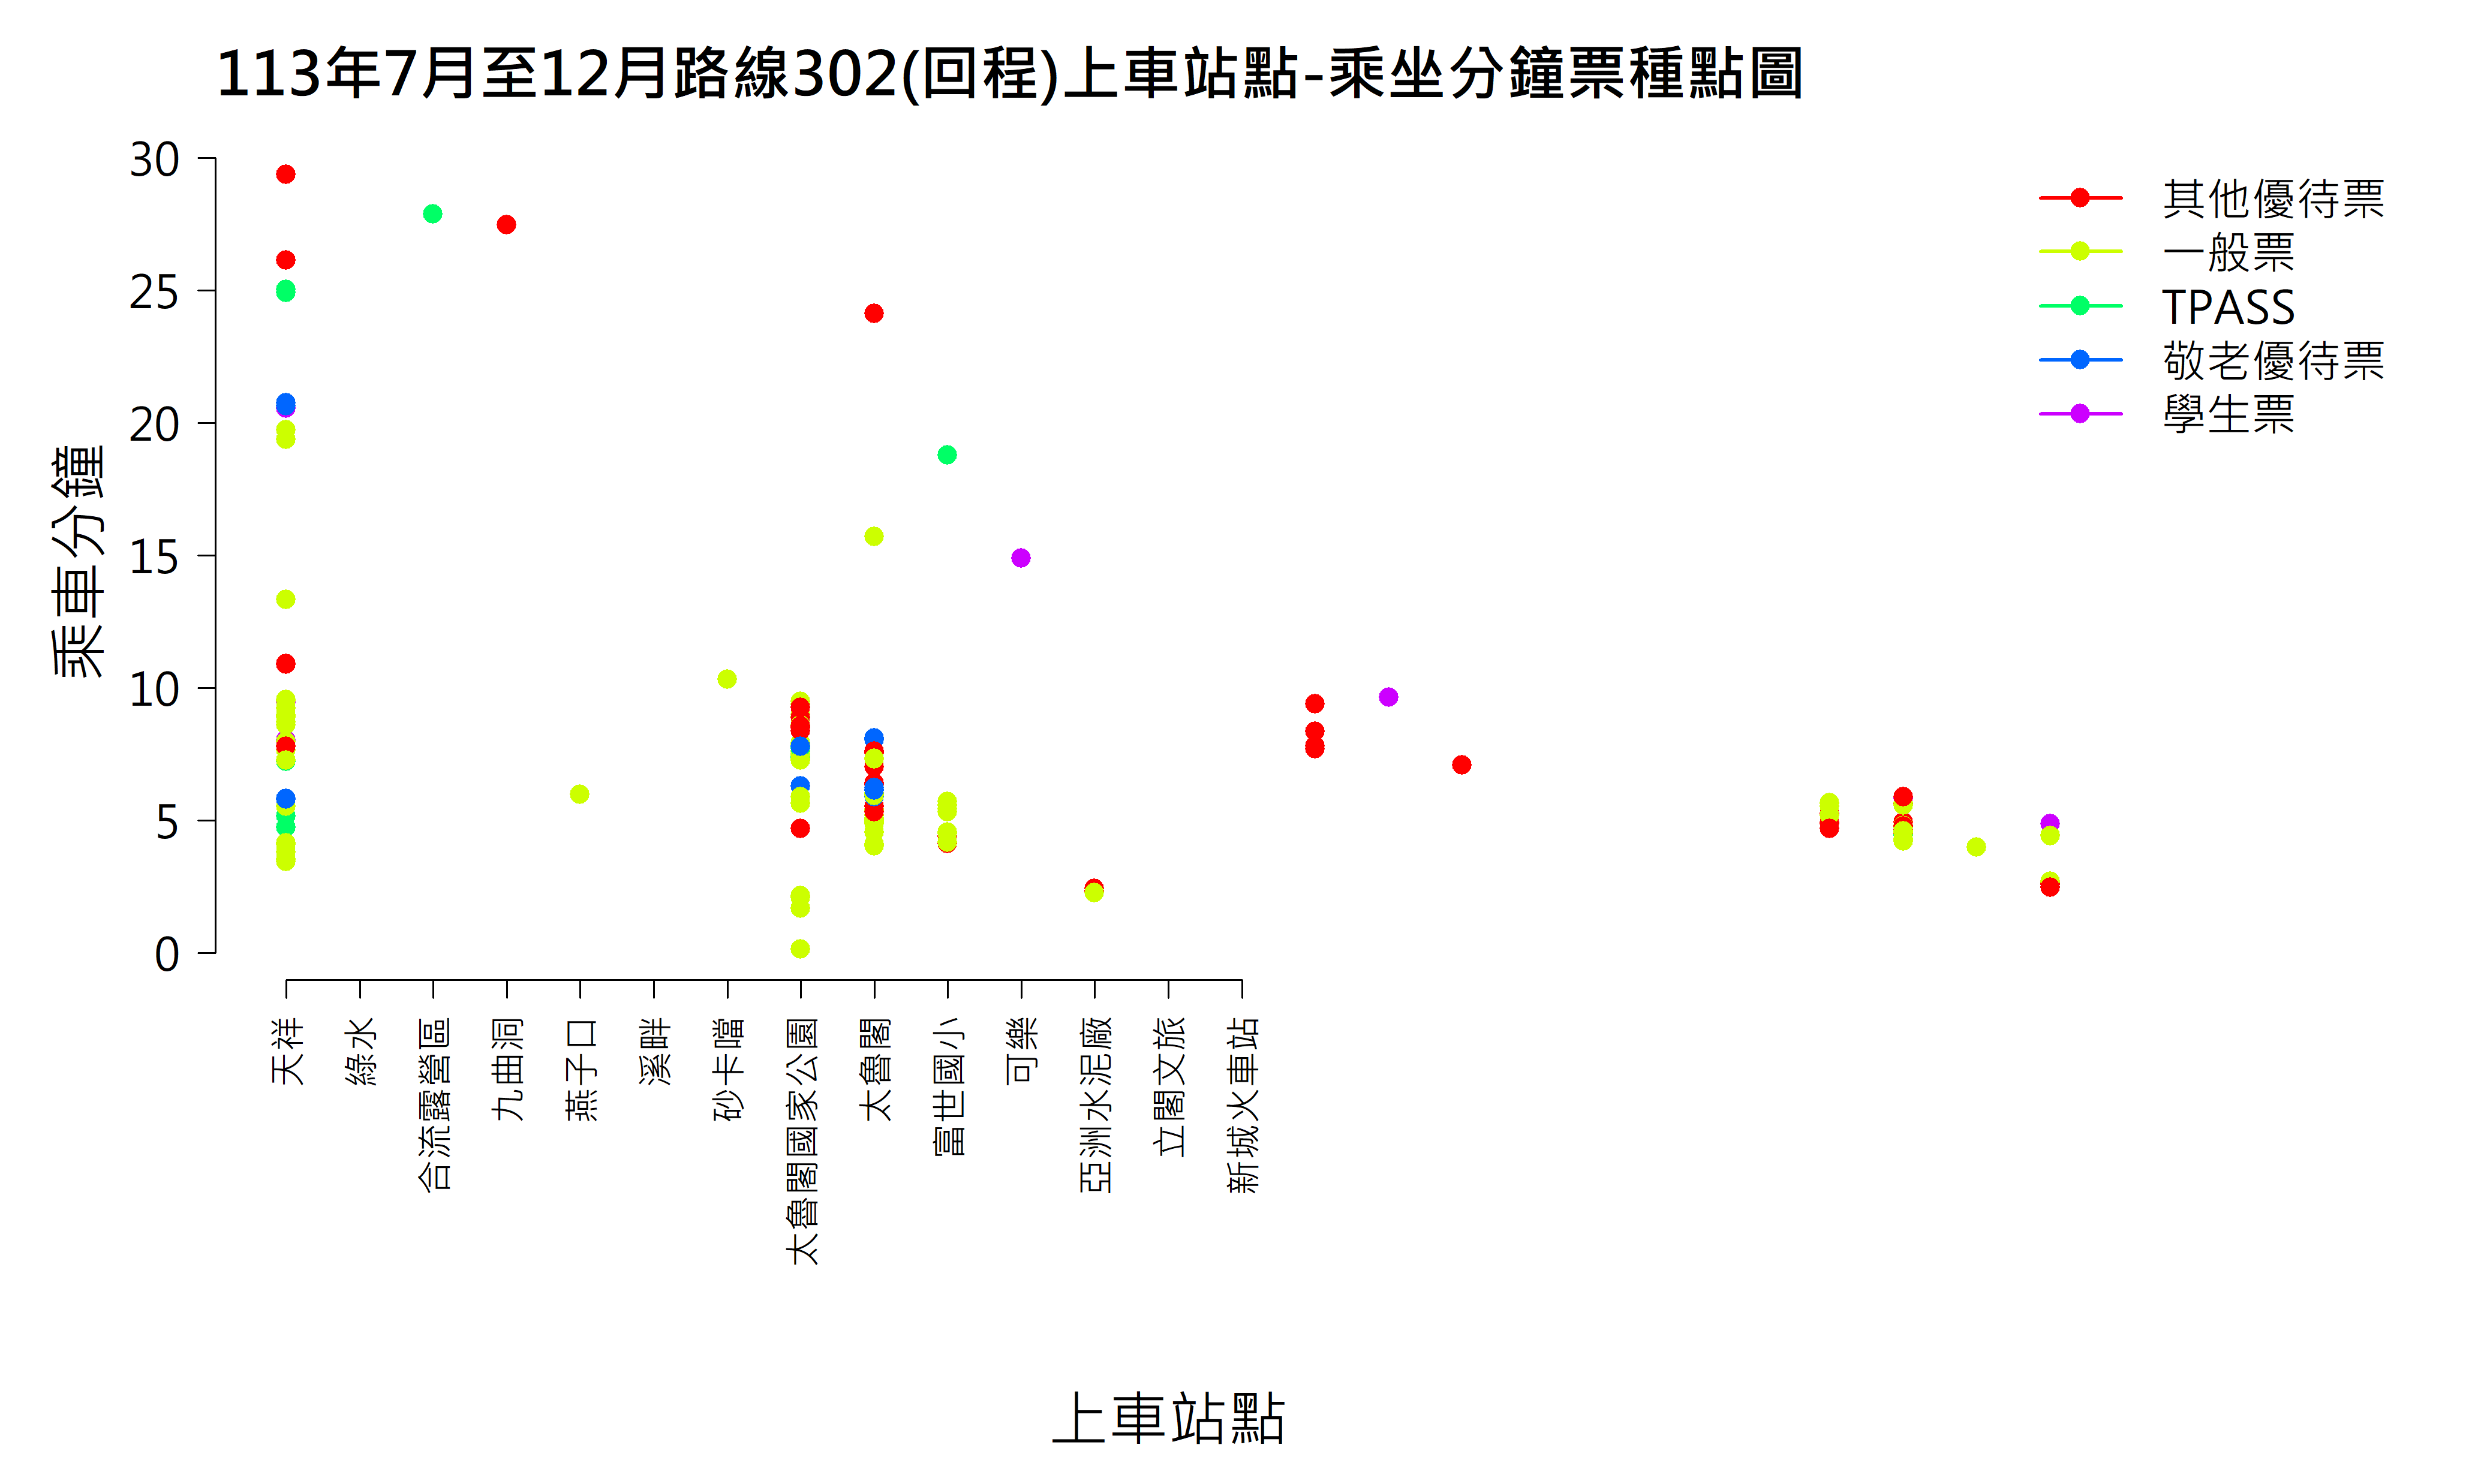 113年7月至12月路線302(回程)上車站點-乘坐分鐘票種點圖
其他優待票
一般票
TPASS
敬老優待票
學生票
乘車分鐘
30
25
20
15
10
5
0
天祥
綠水
合流露營區
九曲洞
燕子口
溪畔
砂卡噹
太魯閣國家公園
太魯閣
富世國小
可樂
亞洲水泥廠
立閣文旅
新城火車站
上車站點